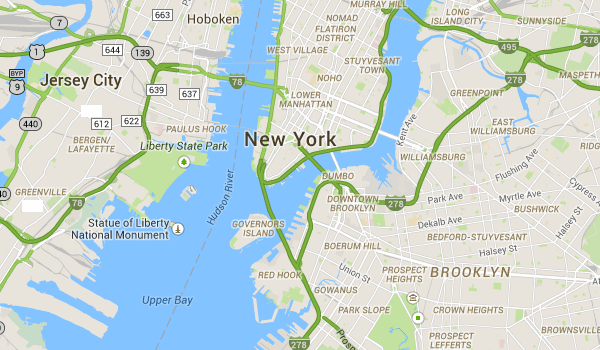 MURRAY HILL
LONG
ISLAND CITY
SUNNYSIDE
Hoboken
663
7
NOMAD
FLATIRON
DISTRICT
1
644
139
WEST VILLAGE
495
278
STUYVESANT
TOWN
278
MASPETH
BYP
9
Jersey City
78
NOHO
639
637
LOWER
MANHATTAN
GREENPOINT
440
612
622
PAULUS HOOK
New York
Kent Ave
EAST
WILLIAMSBURG
BERGEN/
LAFAYETTE
Liberty State Park
WILLIAMSBURG
RIDG
Flushing Ave
GREENVILLE
78
Hudson River
DUMBO
Cypress A
Park Ave
Myrtle Ave
DOWNTOWN
BROOKLYN
278
BUSHWICK
Statue of Liberty
National Monument
GOVERNORS
ISLAND
Dekalb Ave
Halsey St
BEDFORD-STUYVESANT
BOERUM HILL
Halsey St
RED HOOK
Union St
PROSPECT
HEIGHTS
BROOKLYN
Upper Bay
GOWANUS
PARK SLOPE
CROWN HEIGHTS
BROWNSVILLE
278
Prosp
PROSPECT
LEFFERTS